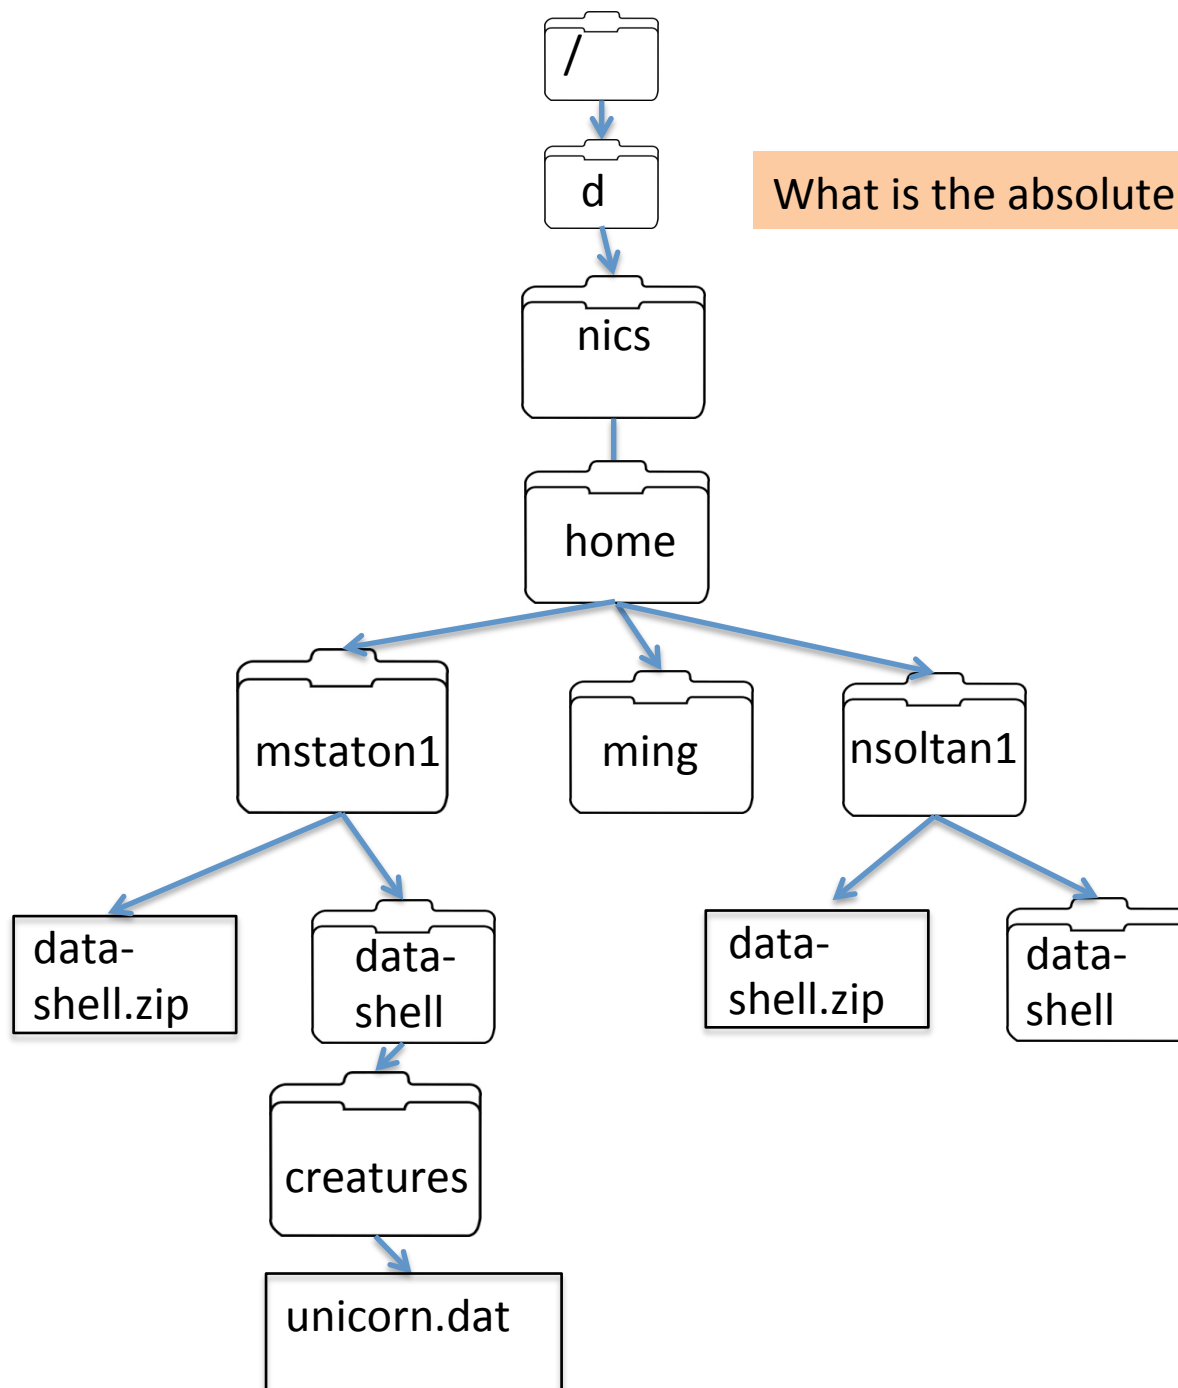 /
d
What is the absolute
nics
home
mstaton1
ming
nsoltan1
data-
shell.zip
data-
shell
data-
shell.zip
data-
shell
creatures
unicorn.dat